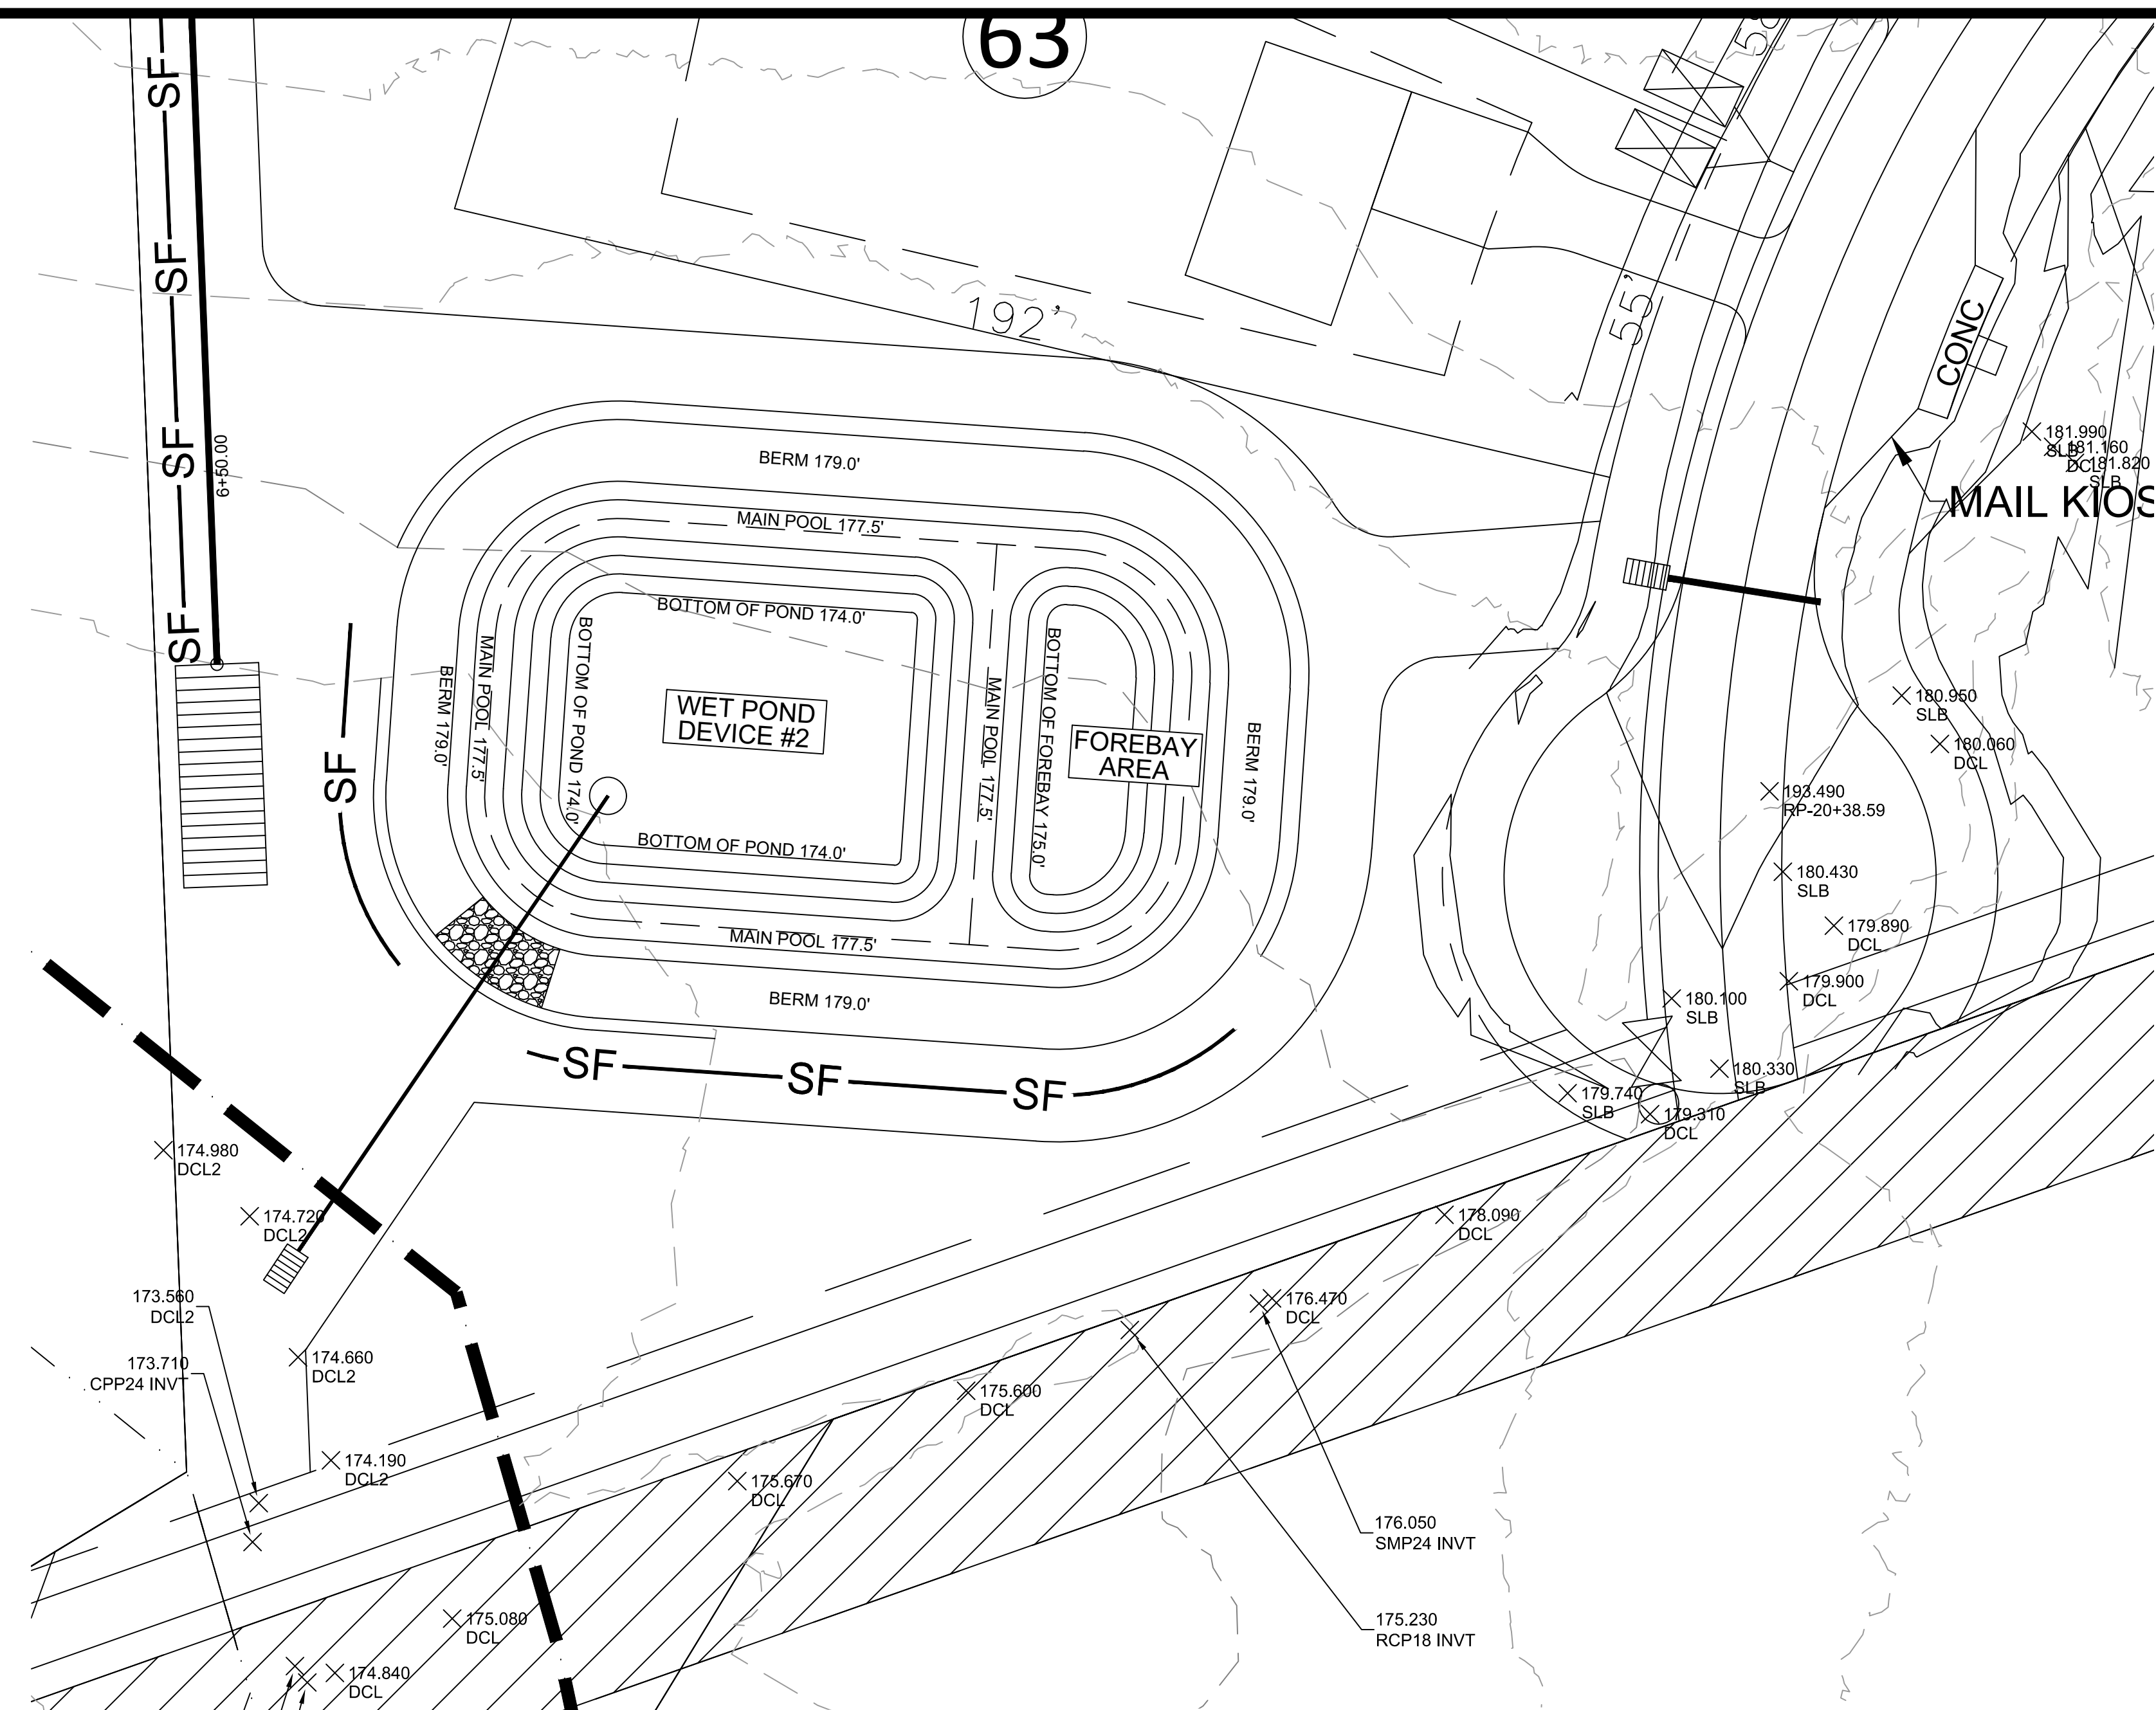 63
SF
55
192'
55'
CONC
SF
181.990
SLB
181.160
DCL
181.820
SLB
MAIL KIOS
SF
6+50.00
BERM 179.0'
MAIN POOL 177.5'
BOTTOM OF POND 174.0'
SF
BERM 179.0'
MAIN POOL 177.5'
BOTTOM OF POND 174.0'
WET POND
DEVICE #2
MAIN POOL 177.5'
BOTTOM OF FOREBAY 175.0'
FOREBAY
AREA
BERM 179.0'
180.950
SLB
180.060
DCL
SF
193.490
RP-20+38.59
BOTTOM OF POND 174.0'
180.430
SLB
179.890
DCL
MAIN POOL 177.5'
179.900
DCL
BERM 179.0'
180.100
SLB
SF
SF
SF
180.330
SLB
179.740
SLB
179.310
DCL
174.980
DCL2
174.720
DCL2
178.090
DCL
173.560
DCL2
176.470
DCL
174.660
DCL2
173.710
CPP24 INVT
175.600
DCL
174.190
DCL2
175.670
DCL
176.050
SMP24 INVT
175.080
DCL
175.230
RCP18 INVT
174.840
DCL